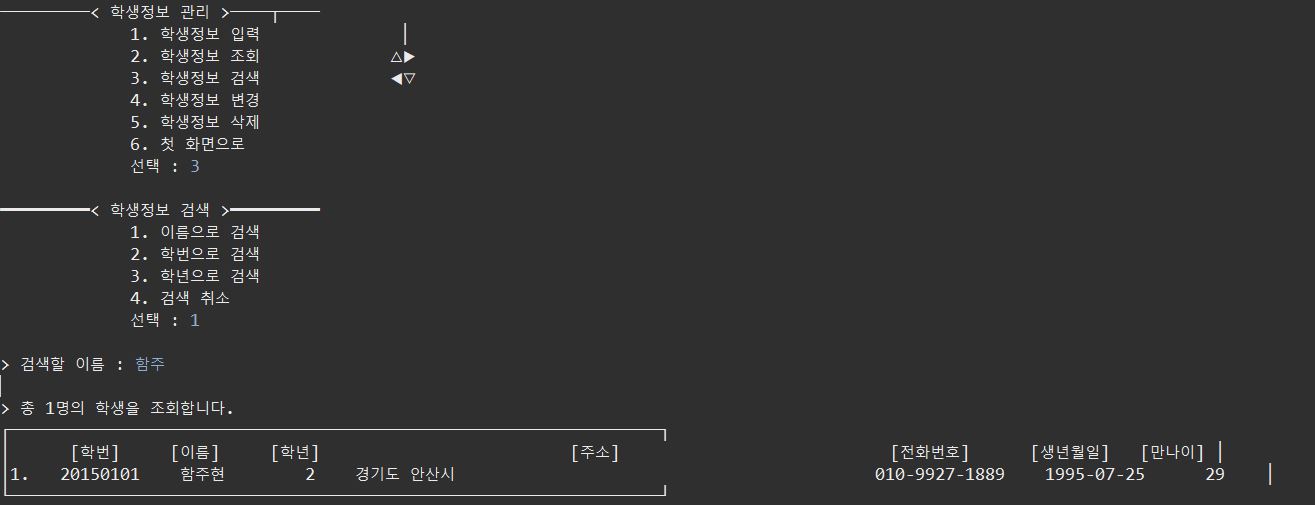 < 학생정보 관리 >
1. 학생정보 입력
2. 학생정보 조회 △▶
3. 학생정보 검색 ◀▽
4. 학생정보 변경
5. 학생정보 삭제
6. 첫 화면으로
선택 : 3
< 학생정보 검색 >
1. 이름으로 검색
2. 학번으로 검색
3. 학년으로 검색
4. 검색 취소
선택 : 1
> 검색할 이름 : 함주
> 총 1명의 학생을 조회합니다.
[학번] [이름] [학년] [주소] [전화번호] [생년월일] [만나이]
1. 20150101 함주현 2 경기도 안산시 010-9927-1889 1995-07-25 29